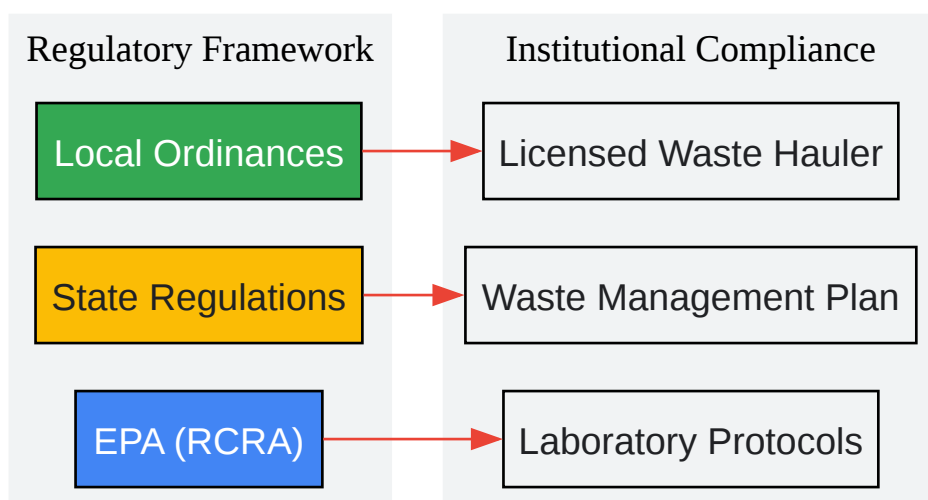 Regulatory Framework
Institutional Compliance
Local Ordinances
Licensed Waste Hauler
State Regulations
Waste Management Plan
EPA (RCRA)
Laboratory Protocols